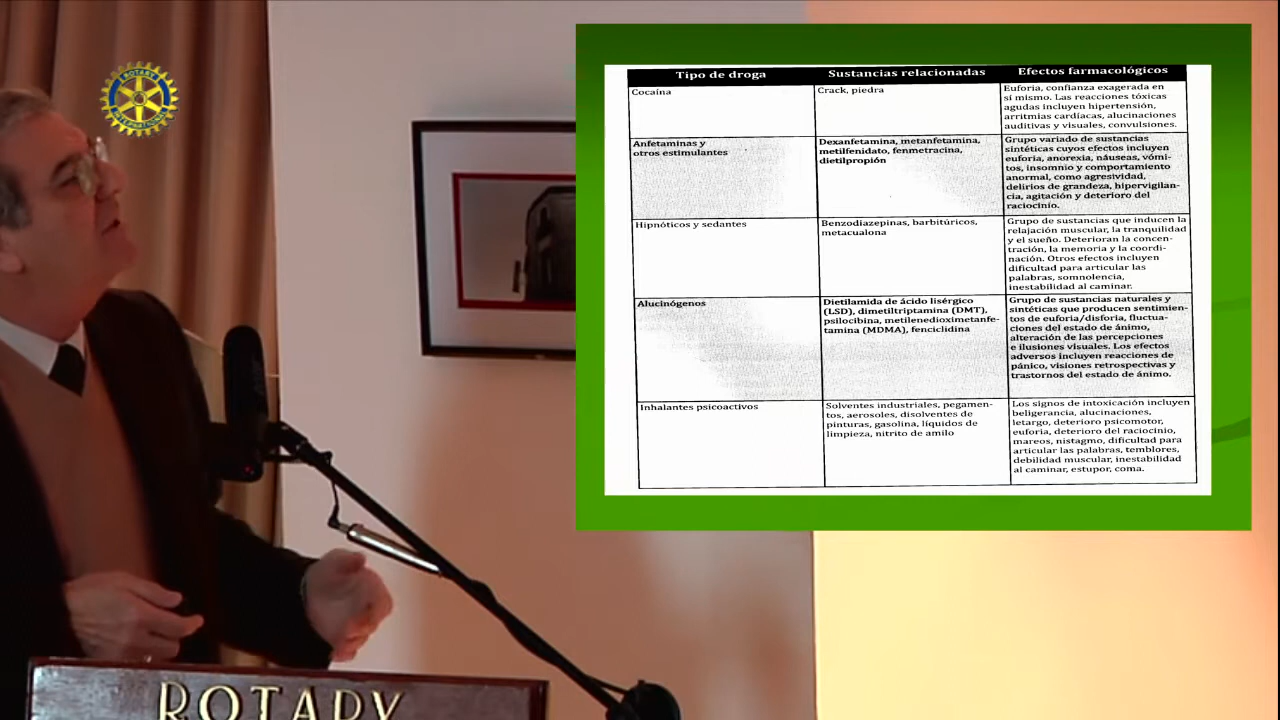 ROTARY
INTERNATIONAL
Tipo de droga Sustancias relacionadas Efectos farmacológicos
Cocaína
Crack, piedra
Euforia, confianza exagerada en
sí mismo. Las reacciones tóxicas
agudas incluyen hipertensión,
arritmias cardíacas, alucinaciones
auditivas y visuales, convulsiones.
Anfetaminas y
otros estimulantes
Dexanfetamina, metanfetamina,
metilfenidato, fenmetracina,
dietilpropión
Grupo variado de sustancias
sintéticas cuyos efectos incluyen
euforia, anorexia, náuseas, vómi-
tos, insomnio y comportamiento
anormal, como agresividad,
delirios de grandeza, hipervigilan-
cia, agitación y deterioro del
raciocinio.
Hipnóticos y sedantes
Benzodiazepinas, barbitúricos,
metacualona
Grupo de sustancias que inducen la
relajación muscular, la tranquilidad
y el sueño. Deterioran la concen-
tración, la memoria y la coordi-
nación. Otros efectos incluyen
dificultad para articular las
palabras, somnolencia,
inestabilidad al caminar.
Alucinógenos
Dietilamida de ácido lisérgico
(LSD), dimetiltriptamina (DMT),
psilocibina, metilenedioximetanfe-
tamina (MDMA), fenciclidina
Grupo de sustancias naturales y
sintéticas que producen sentimien-
tos de euforia/disforia, fluctua-
ciones del estado de ánimo,
alteración de las percepciones
e ilusiones visuales. Los efectos
adversos incluyen reacciones de
pánico, visiones retrospectivas y
trastornos del estado de ánimo.
Inhalantes psicoactivos
Solventes industriales, pegamen-
tos, aerosoles, disolventes de
pinturas, gasolina, líquidos de
limpieza, nitrito de amilo
Los signos de intoxicación incluyen
beligerancia, alucinaciones,
letargo, deterioro psicomotor,
euforia, deterioro del raciocinio,
mareos, nistagmo, dificultad para
articular las palabras, temblores,
debilidad muscular, inestabilidad
al caminar, estupor, coma.
ROTARY